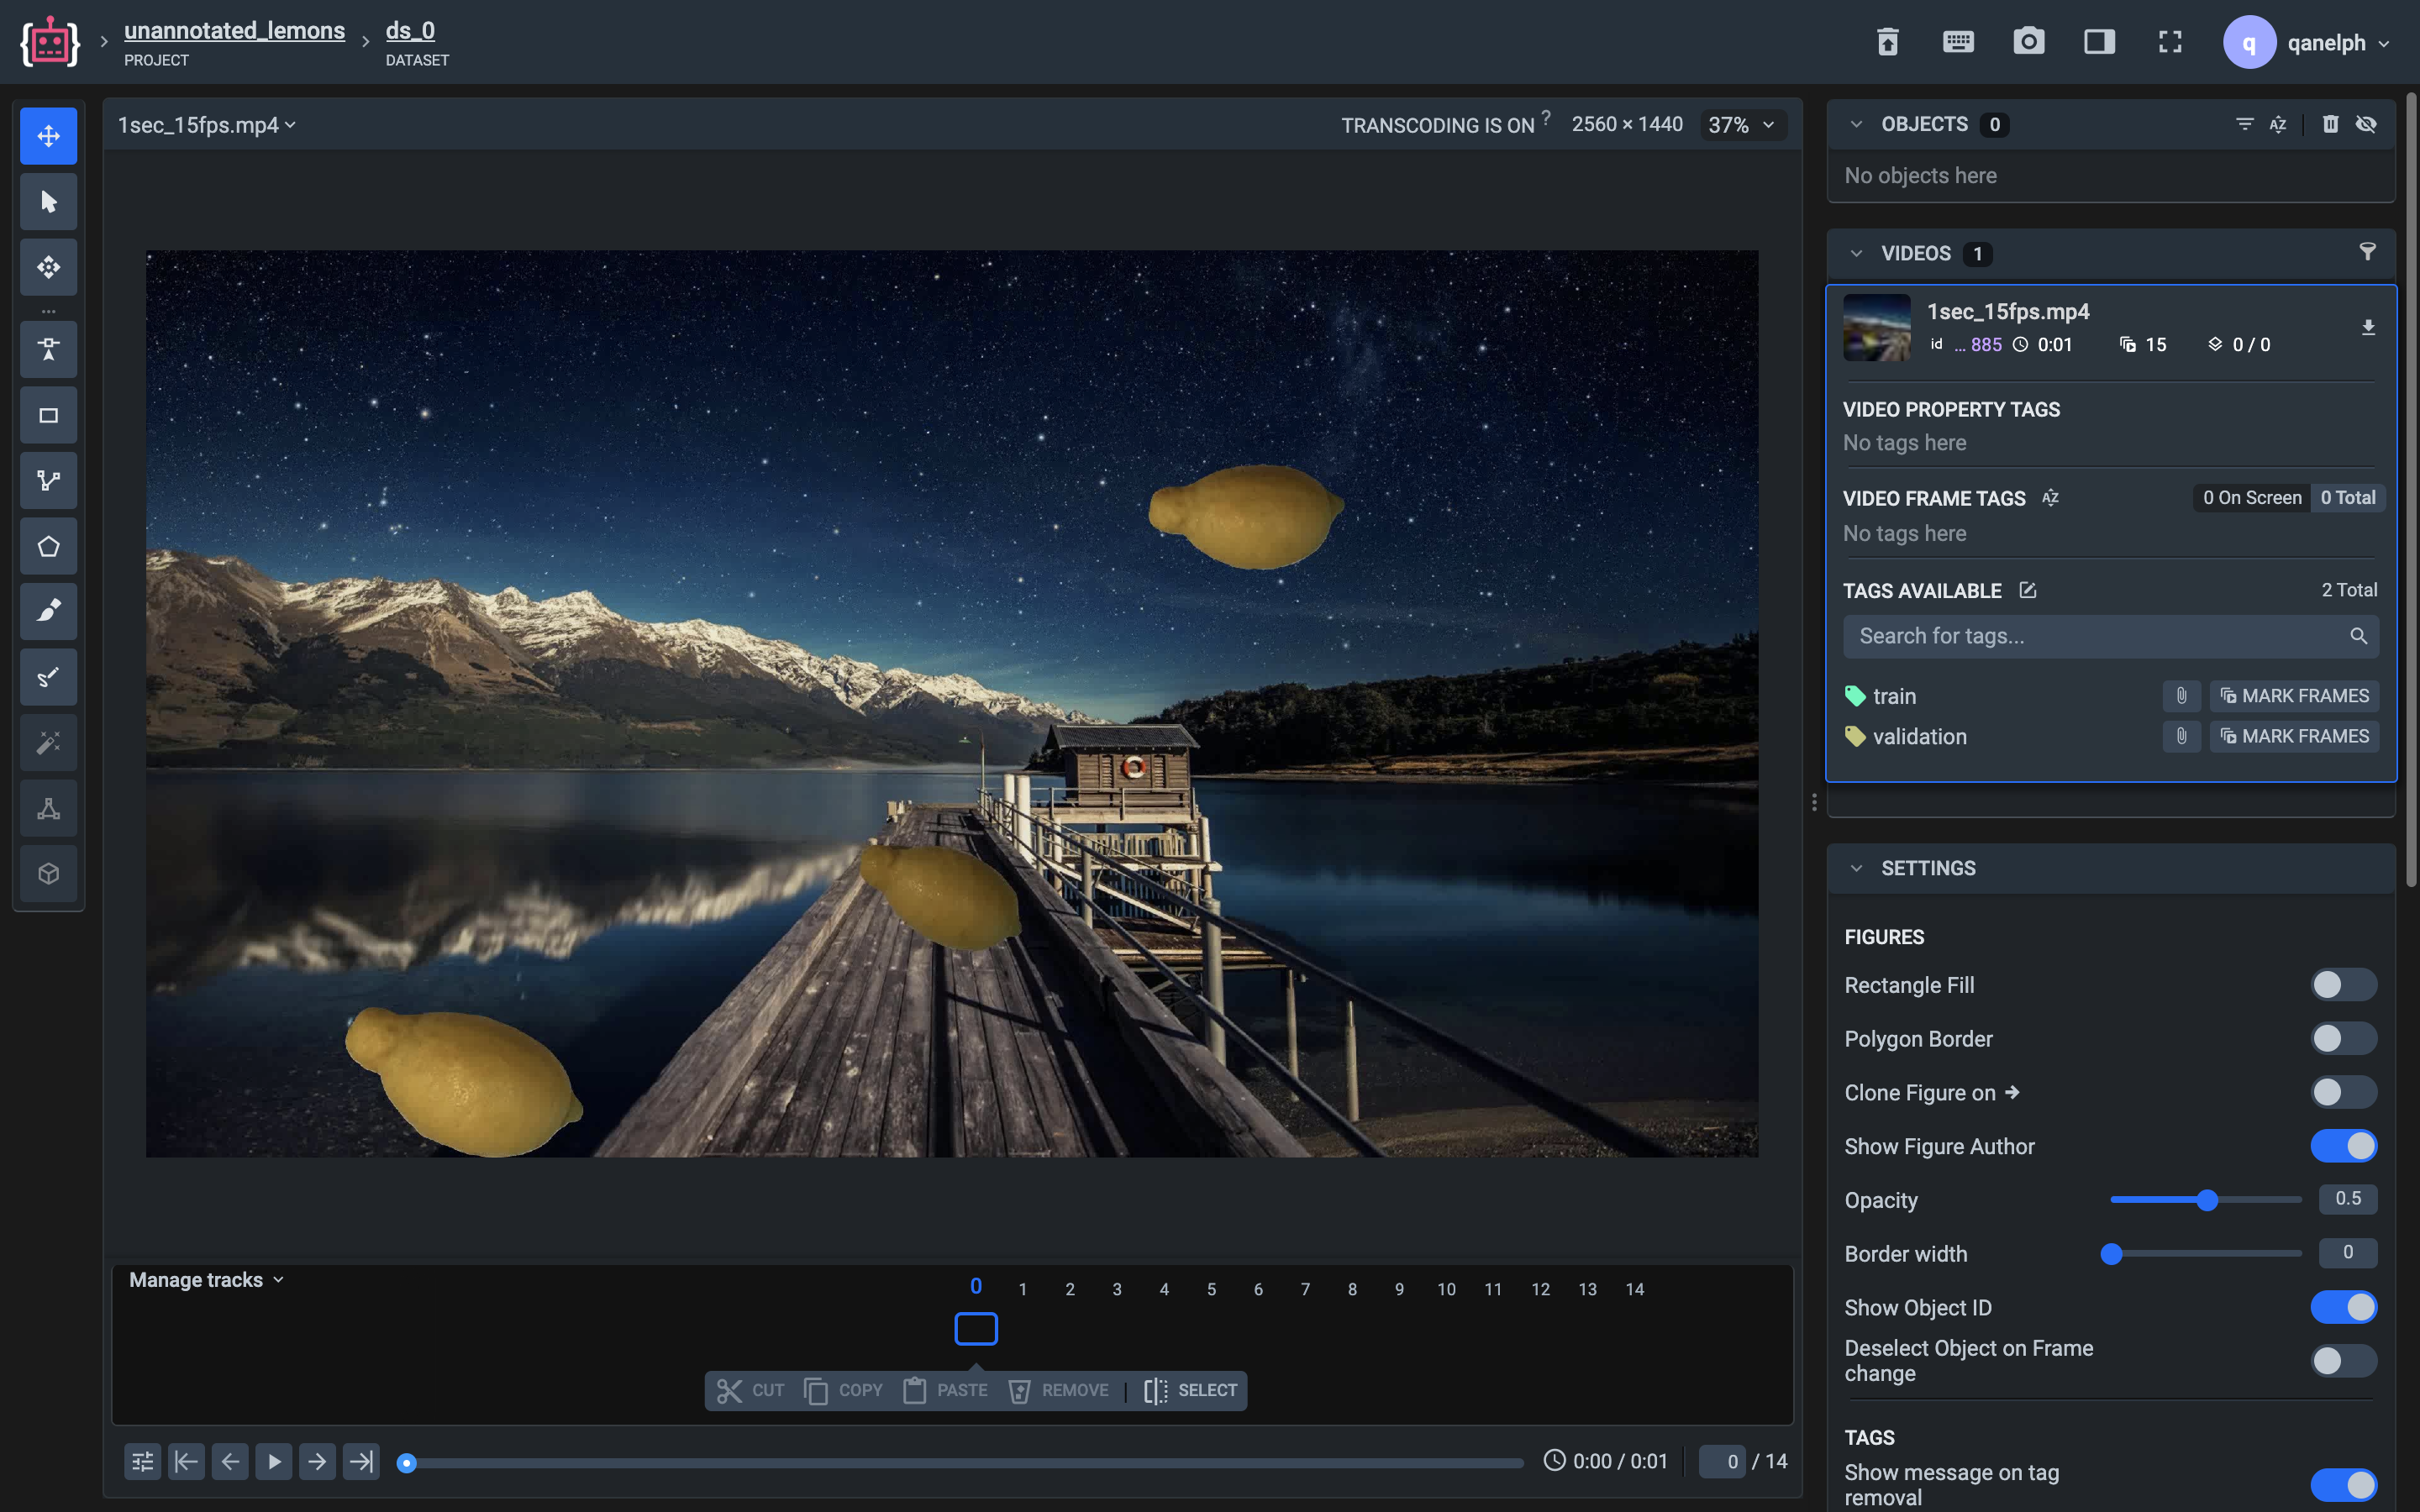 unannotated_lemons
PROJECT
ds_0
DATASET
q
qanelph
1sec_15fps.mp4
TRANSCODING IS ON ?
2560 × 1440
37%
OBJECTS 0
No objects here
VIDEOS 1
1sec_15fps.mp4
id ... 885 0:01 15 0 / 0
VIDEO PROPERTY TAGS
No tags here
VIDEO FRAME TAGS AZ 0 On Screen 0 Total
No tags here
TAGS AVAILABLE 2 Total
Search for tags...
train MARK FRAMES
validation MARK FRAMES
SETTINGS
FIGURES
Rectangle Fill
Polygon Border
Clone Figure on →
Show Figure Author
Opacity 0.5
Border width 0
Show Object ID
Deselect Object on Frame
change
TAGS
Show message on tag
removal
Manage tracks
0 1 2 3 4 5 6 7 8 9 10 11 12 13 14
CUT COPY PASTE REMOVE SELECT
0:00 / 0:01 0 / 14